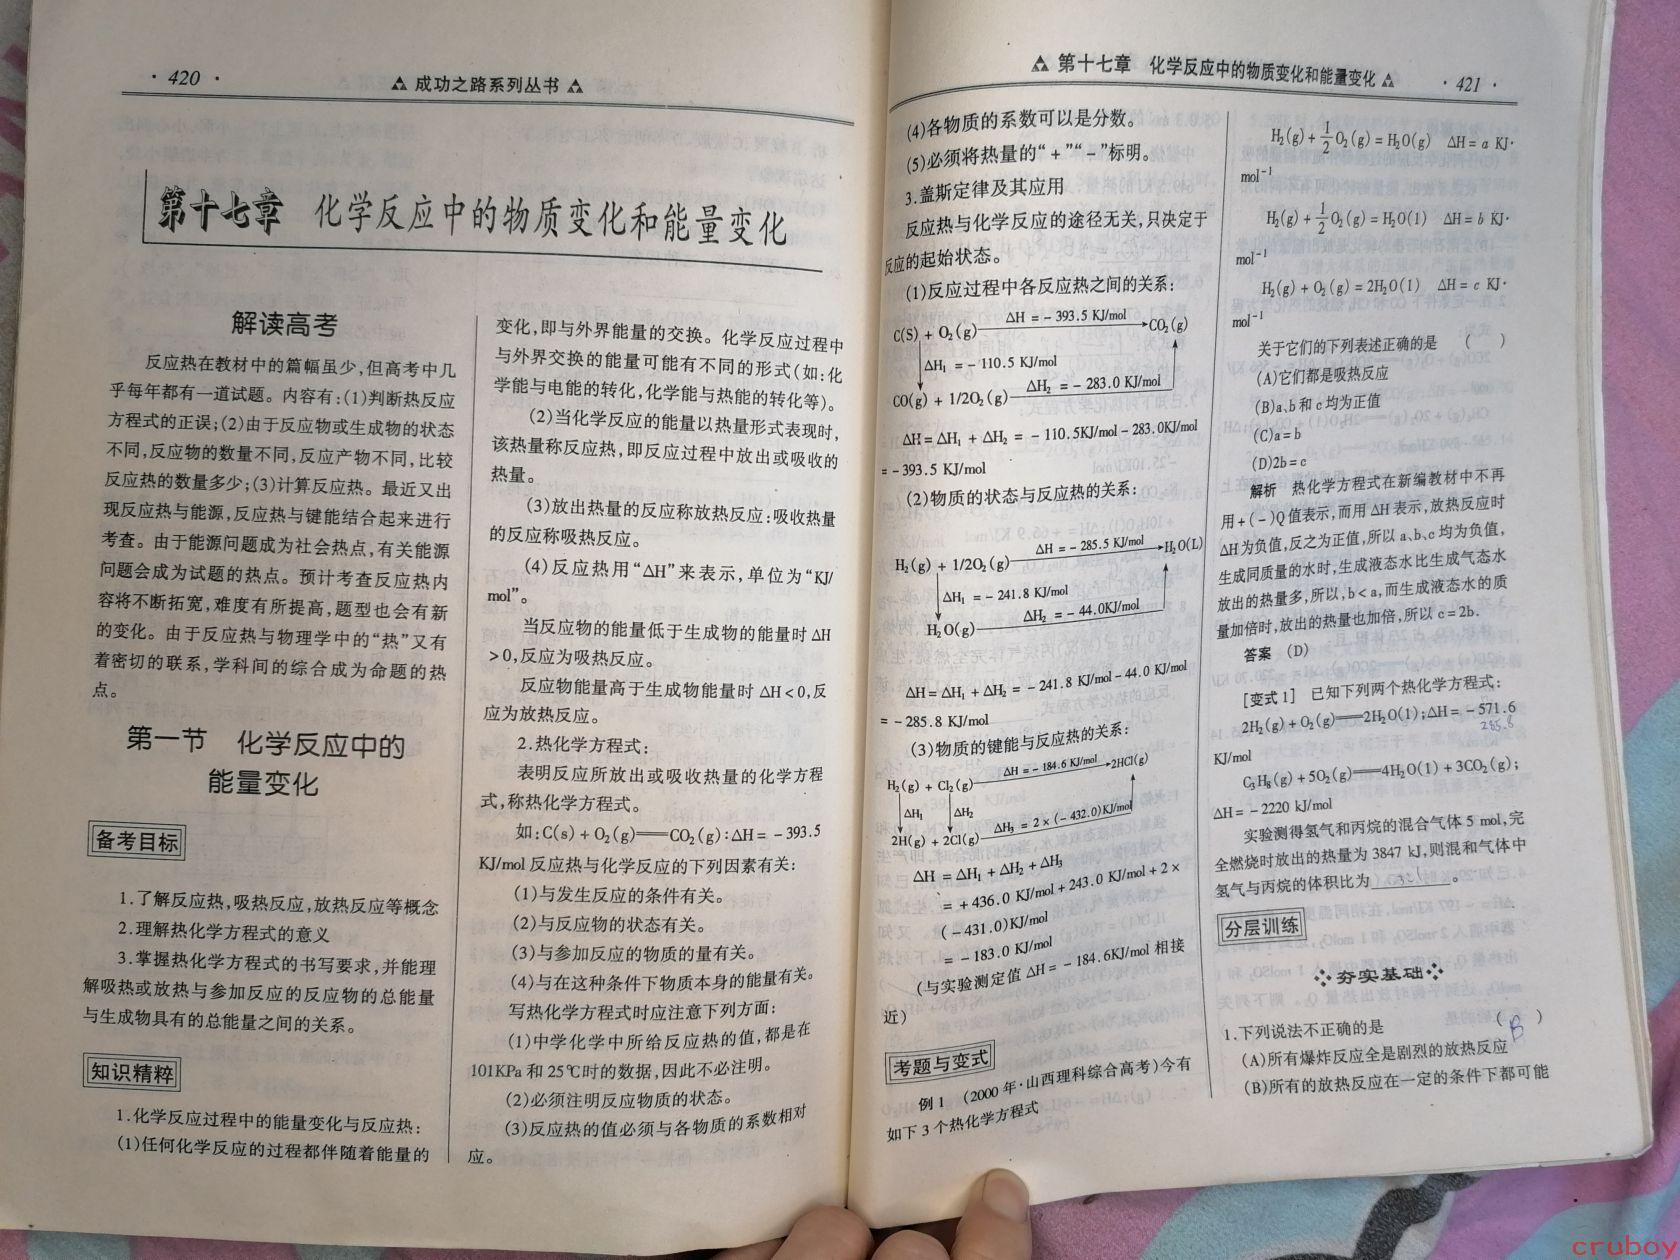 · 420 ·
成功之路系列丛书
第十七章 化学反应中的物质变化和能量变化
解读高考
反应热在教材中的篇幅虽少,但高考中几
乎每年都有一道试题。内容有:(1)判断热反应
方程式的正误;(2)由于反应物或生成物的状态
不同,反应物的数量不同,反应产物不同,比较
反应热的数量多少;(3)计算反应热。最近又出
现反应热与能源,反应热与键能结合起来进行
考查。由于能源问题成为社会热点,有关能源
问题会成为试题的热点。预计考查反应热内
容将不断拓宽,难度有所提高,题型也会有新
的变化。由于反应热与物理学中的“热”又有
着密切的联系,学科间的综合成为命题的热
点。
第一节 化学反应中的
能量变化
备考目标
1.了解反应热,吸热反应,放热反应等概念
2.理解热化学方程式的意义
3.掌握热化学方程式的书写要求,并能理
解吸热或放热与参加反应的反应物的总能量
与生成物具有的总能量之间的关系。
知识精粹
1.化学反应过程中的能量变化与反应热:
(1)任何化学反应的过程都伴随着能量的
变化,即与外界能量的交换。化学反应过程中
与外界交换的能量可能有不同的形式(如:化
学能与电能的转化,化学能与热能的转化等)。
(2)当化学反应的能量以热量形式表现时,
该热量称反应热,即反应过程中放出或吸收的
热量。
(3)放出热量的反应称放热反应:吸收热量
的反应称吸热反应。
(4)反应热用“△H”来表示,单位为“KJ/
mol”。
当反应物的能量低于生成物的能量时△H
>0,反应为吸热反应。
反应物能量高于生成物能量时△H<0,反
应为放热反应。
2.热化学方程式:
表明反应所放出或吸收热量的化学方程
式,称热化学方程式。
如:C(s)+O₂(g)══CO₂(g):△H=-393.5
KJ/mol反应热与化学反应的下列因素有关:
(1)与发生反应的条件有关。
(2)与反应物的状态有关。
(3)与参加反应的物质的量有关。
(4)与在这种条件下物质本身的能量有关。
写热化学方程式时应注意下列方面:
(1)中学化学中所给反应热的值,都是在
101KPa和25℃时的数据,因此不必注明。
(2)必须注明反应物质的状态。
(3)反应热的值必须与各物质的系数相对
应。
第十七章 化学反应中的物质变化和能量变化
· 421 ·
(4)各物质的系数可以是分数。
(5)必须将热量的“+”“-”标明。
3.盖斯定律及其应用
反应热与化学反应的途径无关,只决定于
反应的起始状态。
(1)反应过程中各反应热之间的关系:
△H=-393.5 KJ/mol
C(S)+O₂(g) CO₂(g)
△H₁=-110.5 KJ/mol
△H₂=-283.0 KJ/mol
CO(g)+1/2O₂(g)
△H=△H₁+△H₂=-110.5KJ/mol-283.0KJ/mol
=-393.5 KJ/mol
(2)物质的状态与反应热的关系:
△H=-285.5 KJ/mol
H₂(g)+1/2O₂(g) H₂O(L)
△H₁=-241.8 KJ/mol
△H₂=-44.0KJ/mol
H₂O(g)
△H=△H₁+△H₂=-241.8 KJ/mol-44.0 KJ/mol
=-285.8 KJ/mol
(3)物质的键能与反应热的关系:
△H=-184.6 KJ/mol
H₂(g)+Cl₂(g) 2HCl(g)
△H₁ △H₂
△H₃=2×(-432.0)KJ/mol
2H(g)+2Cl(g)
△H=△H₁+△H₂+△H₃
=+436.0 KJ/mol+243.0 KJ/mol+2×
(-431.0)KJ/mol
=-183.0 KJ/mol
(与实验测定值△H=-184.6KJ/mol相接
近)
考题与变式
例1 (2000年·山西理科综合高考)今有
如下3个热化学方程式
H₂(g)+1/2O₂(g)=H₂O(g) △H=a KJ·
mol⁻¹
H₂(g)+1/2O₂(g)=H₂O(1) △H=b KJ·
mol⁻¹
H₂(g)+O₂(g)=2H₂O(1) △H=c KJ·
mol⁻¹
关于它们的下列表述正确的是 ( )
(A)它们都是吸热反应
(B)a、b和c均为正值
(C)a=b
(D)2b=c
解析 热化学方程式在新编教材中不再
用+(-)Q值表示,而用△H表示,放热反应时
△H为负值,反之为正值,所以a、b、c均为负值,
生成同质量的水时,生成液态水比生成气态水
放出的热量多,所以,b<a,而生成液态水的质
量加倍时,放出的热量也加倍,所以c=2b.
答案 (D)
[变式1] 已知下列两个热化学方程式:
2H₂(g)+O₂(g)══2H₂O(1);△H=-571.6
285.8
KJ/mol
C₃H₈(g)+5O₂(g)══4H₂O(1)+3CO₂(g);
△H=-2220 kJ/mol
实验测得氢气和丙烷的混合气体5 mol,完
全燃烧时放出的热量为3847 kJ,则混和气体中
氢气与丙烷的体积比为 。
分层训练
夯实基础
1.下列说法不正确的是 ( B )
(A)所有爆炸反应全是剧烈的放热反应
(B)所有的放热反应在一定的条件下都可能
cruboy